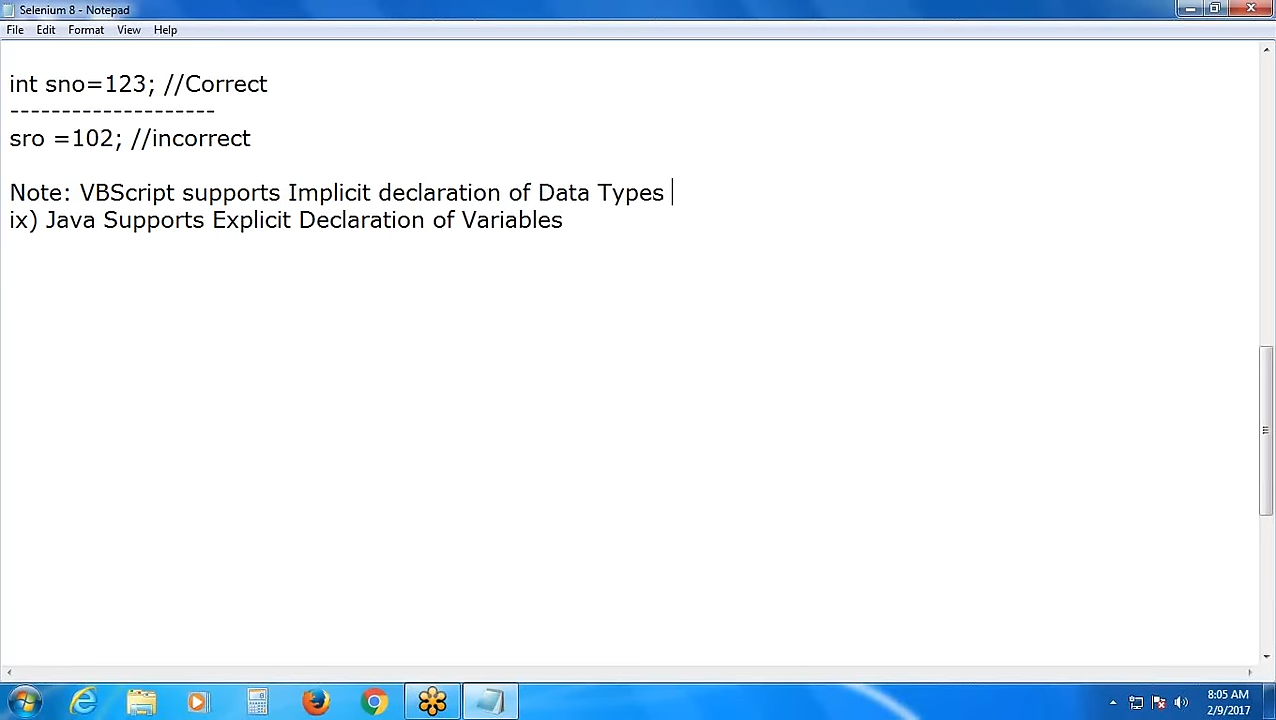 Selenium 8 - Notepad
File Edit Format View Help
int sno=123; //Correct
--------------------
sro =102; //incorrect
Note: VBScript supports Implicit declaration of Data Types
ix) Java Supports Explicit Declaration of Variables
8:05 AM
2/9/2017